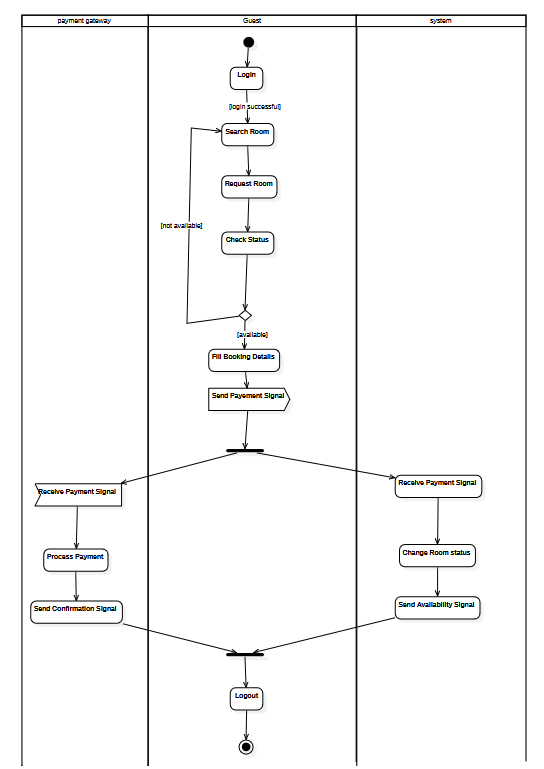 payment gateway
Guest
system
Login
[login successful]
Search Room
Request Room
[not available]
Check Status
[available]
Fill Booking Details
Send Payement Signal
Receive Payment Signal
Receive Payment Signal
Process Payment
Change Room status
Send Confirmation Signal
Send Availability Signal
Logout